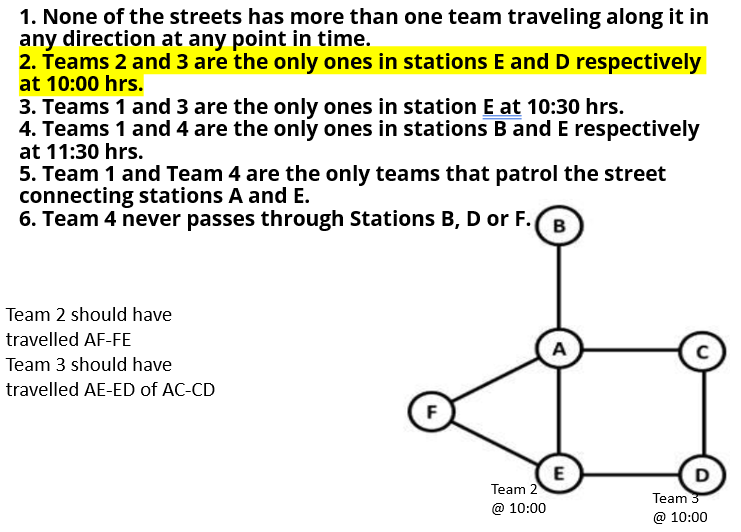 1. None of the streets has more than one team traveling along it in
any direction at any point in time.
2. Teams 2 and 3 are the only ones in stations E and D respectively
at 10:00 hrs.
3. Teams 1 and 3 are the only ones in station E at 10:30 hrs.
4. Teams 1 and 4 are the only ones in stations B and E respectively
at 11:30 hrs.
5. Team 1 and Team 4 are the only teams that patrol the street
connecting stations A and E.
6. Team 4 never passes through Stations B, D or F.
B
Team 2 should have
travelled AF-FE
Team 3 should have
travelled AE-ED of AC-CD
A
C
F
E
D
Team 2
@ 10:00
Team 3
@ 10:00